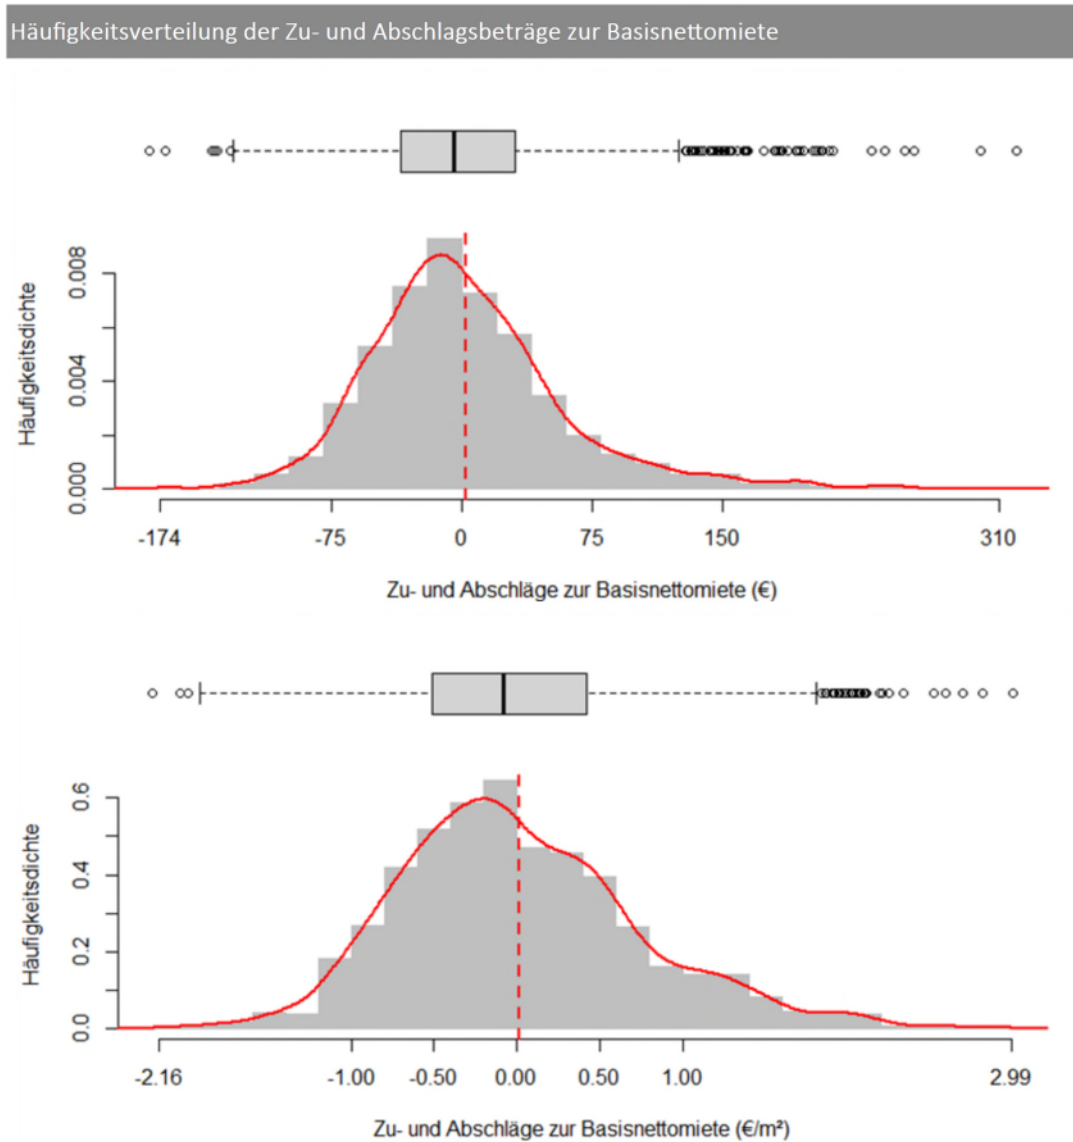 Häufigkeitsverteilung der Zu- und Abschlagsbeträge zur Basisnettomiete
Häufigkeitsdichte
0.008
0.004
0.000
-174 -75 0 75 150 310
Zu- und Abschläge zur Basisnettomiete (€)
Häufigkeitsdichte
0.6
0.4
0.2
0.0
-2.16 -1.00 -0.50 0.00 0.50 1.00 2.99
Zu- und Abschläge zur Basisnettomiete (€/m²)